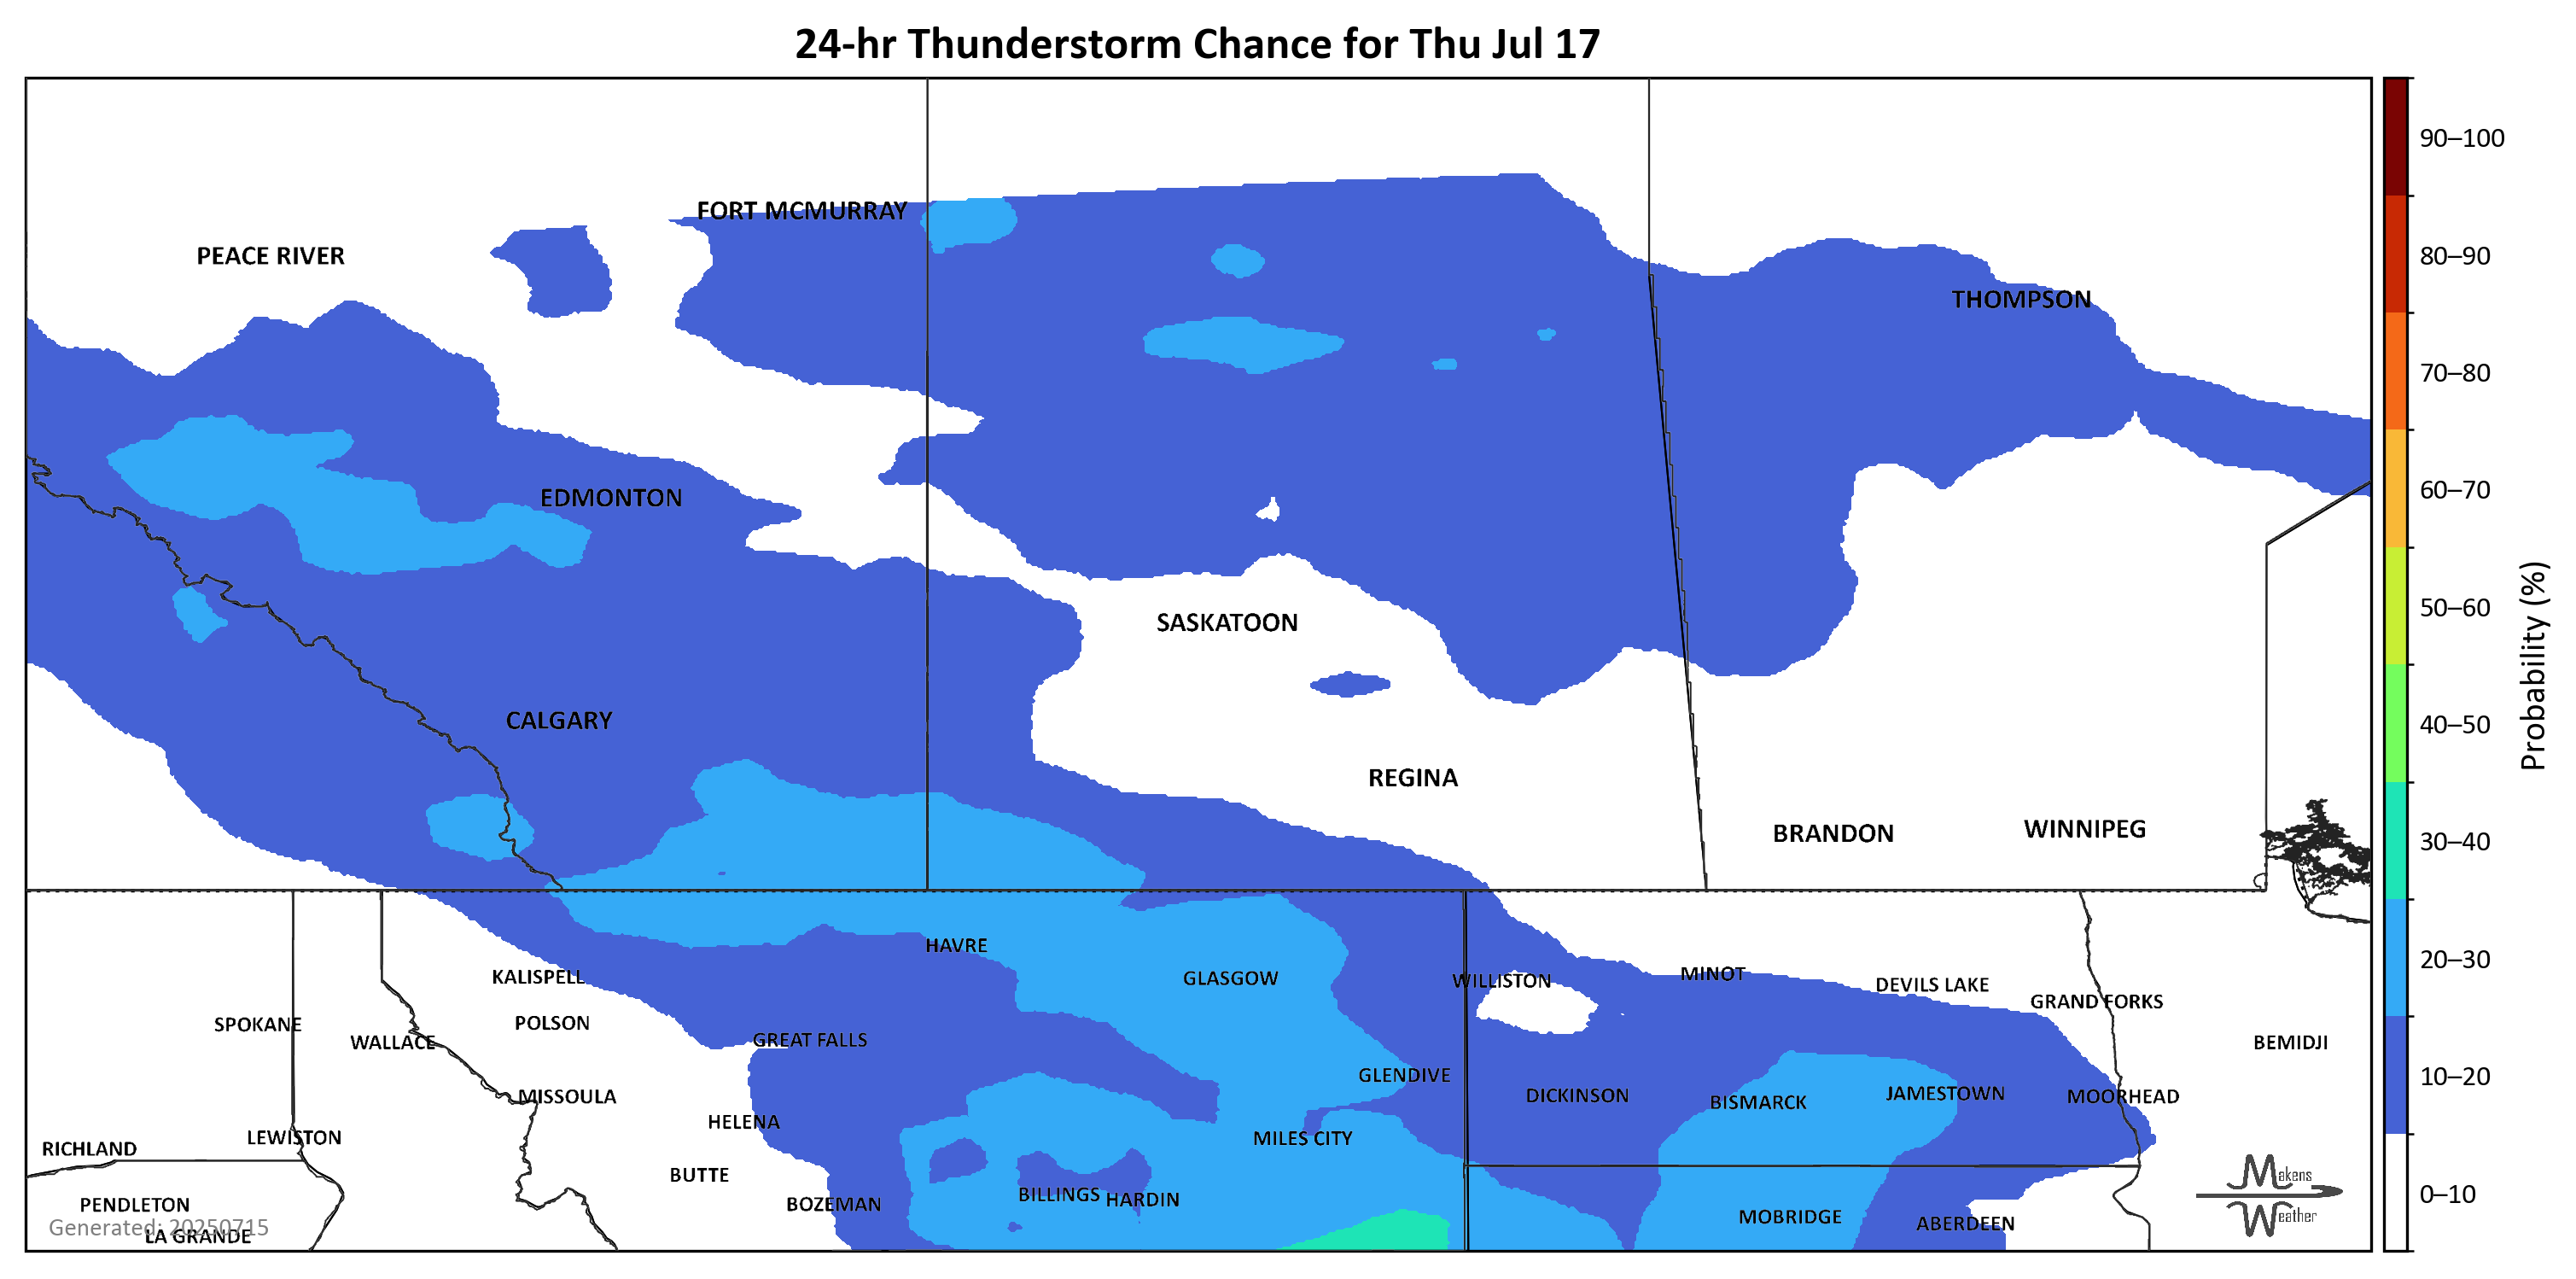 24-hr Thunderstorm Chance for Thu Jul 17
90–100
FORT MCMURRAY
PEACE RIVER
80–90
THOMPSON
70–80
60–70
EDMONTON
50–60
SASKATOON
Probability (%)
CALGARY
40–50
REGINA
BRANDON
WINNIPEG
30–40
HAVRE
20–30
KALISPELL
GLASGOW
WILLISTON
MINOT
DEVILS LAKE
GRAND FORKS
SPOKANE
POLSON
WALLACE
GREAT FALLS
BEMIDJI
GLENDIVE
10–20
MISSOULA
DICKINSON
BISMARCK
JAMESTOWN
MOORHEAD
HELENA
LEWISTON
MILES CITY
RICHLAND
BUTTE
Makens
Weather
0–10
BILLINGS
HARDIN
PENDLETON
BOZEMAN
MOBRIDGE
ABERDEEN
Generated: 20250715
LA GRANDE